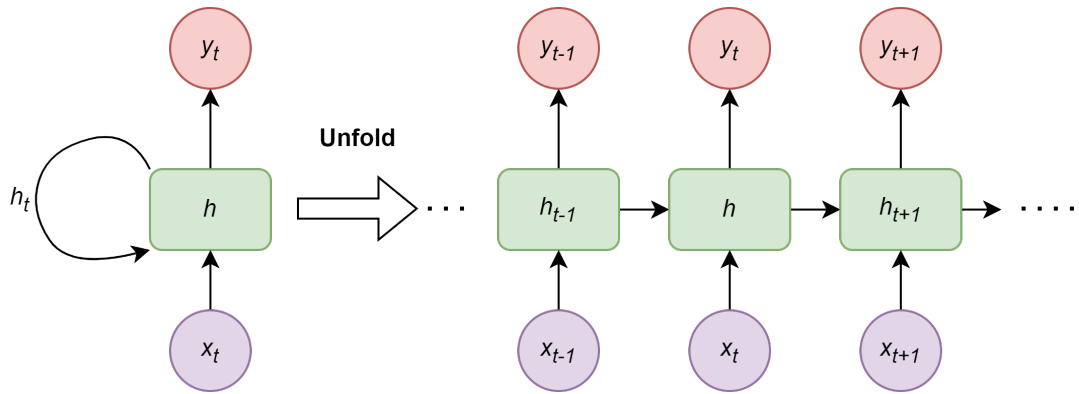 y_t y_{t-1} y_t y_{t+1}
Unfold
h_t h . . . h_{t-1} h h_{t+1} . . . .
x_t x_{t-1} x_t x_{t+1}